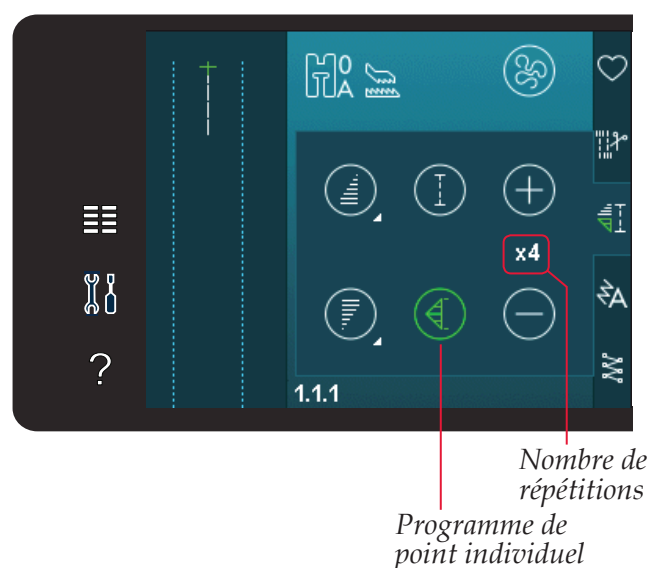 0
A
x4
A
?
1.1.1
Nombre de
répétitions
Programme de
point individuel